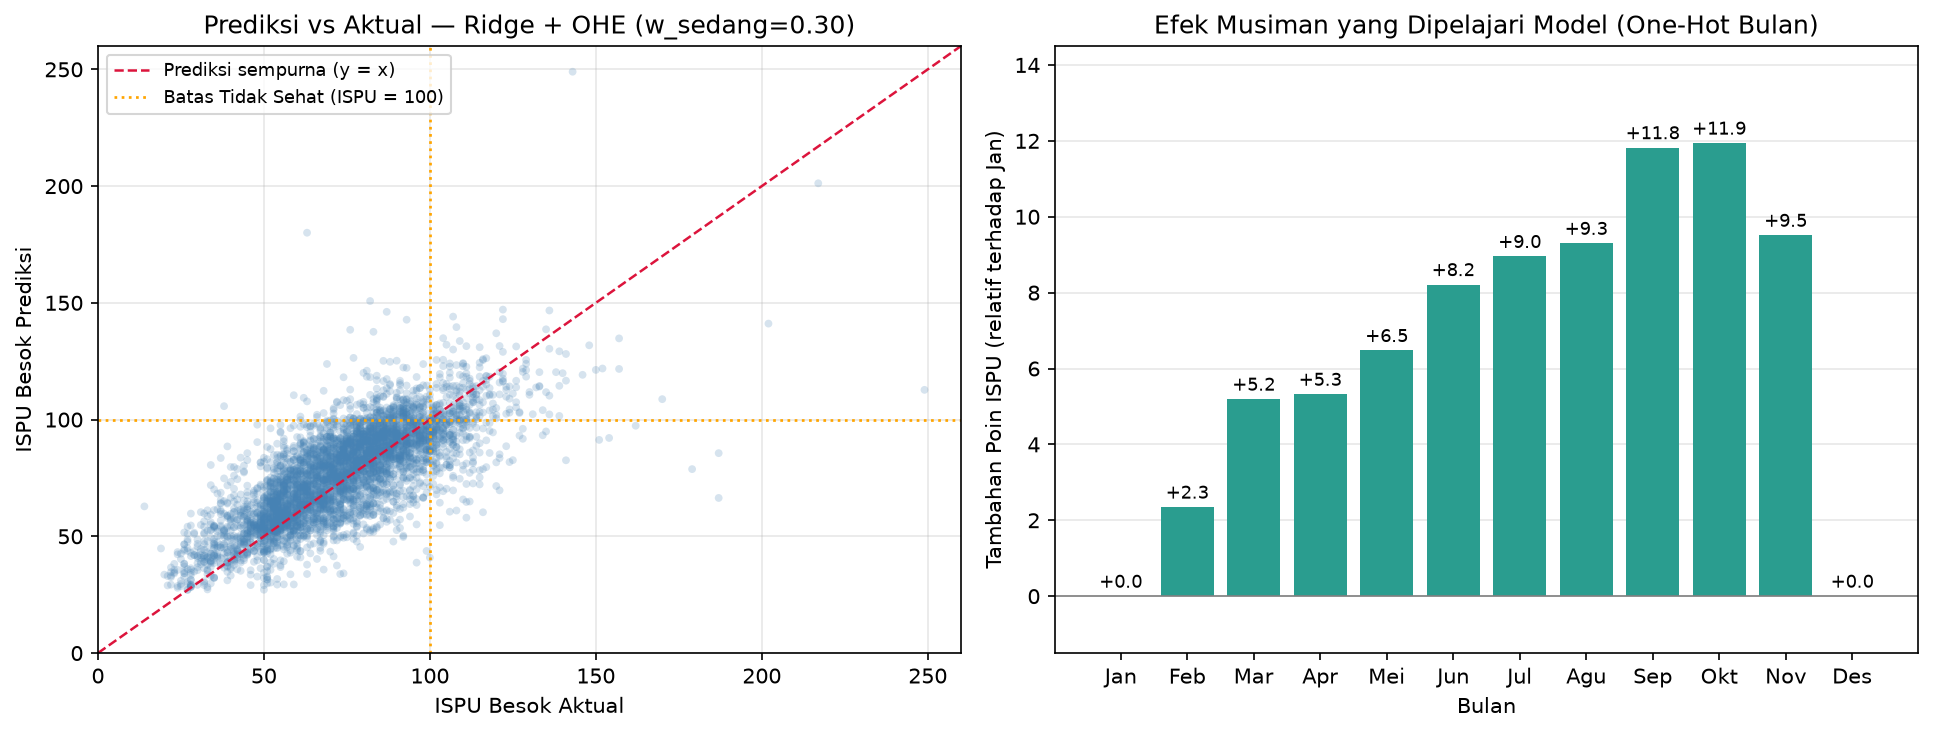 Prediksi vs Aktual — Ridge + OHE (w_sedang=0.30)
Prediksi sempurna (y = x)
Batas Tidak Sehat (ISPU = 100)
ISPU Besok Prediksi
250
200
150
100
50
0
0 50 100 150 200 250
ISPU Besok Aktual
Efek Musiman yang Dipelajari Model (One-Hot Bulan)
Tambahan Poin ISPU (relatif terhadap Jan)
14
12
10
8
6
4
2
0
+0.0
+2.3
+5.2
+5.3
+6.5
+8.2
+9.0
+9.3
+11.8
+11.9
+9.5
+0.0
Jan Feb Mar Apr Mei Jun Jul Agu Sep Okt Nov Des
Bulan